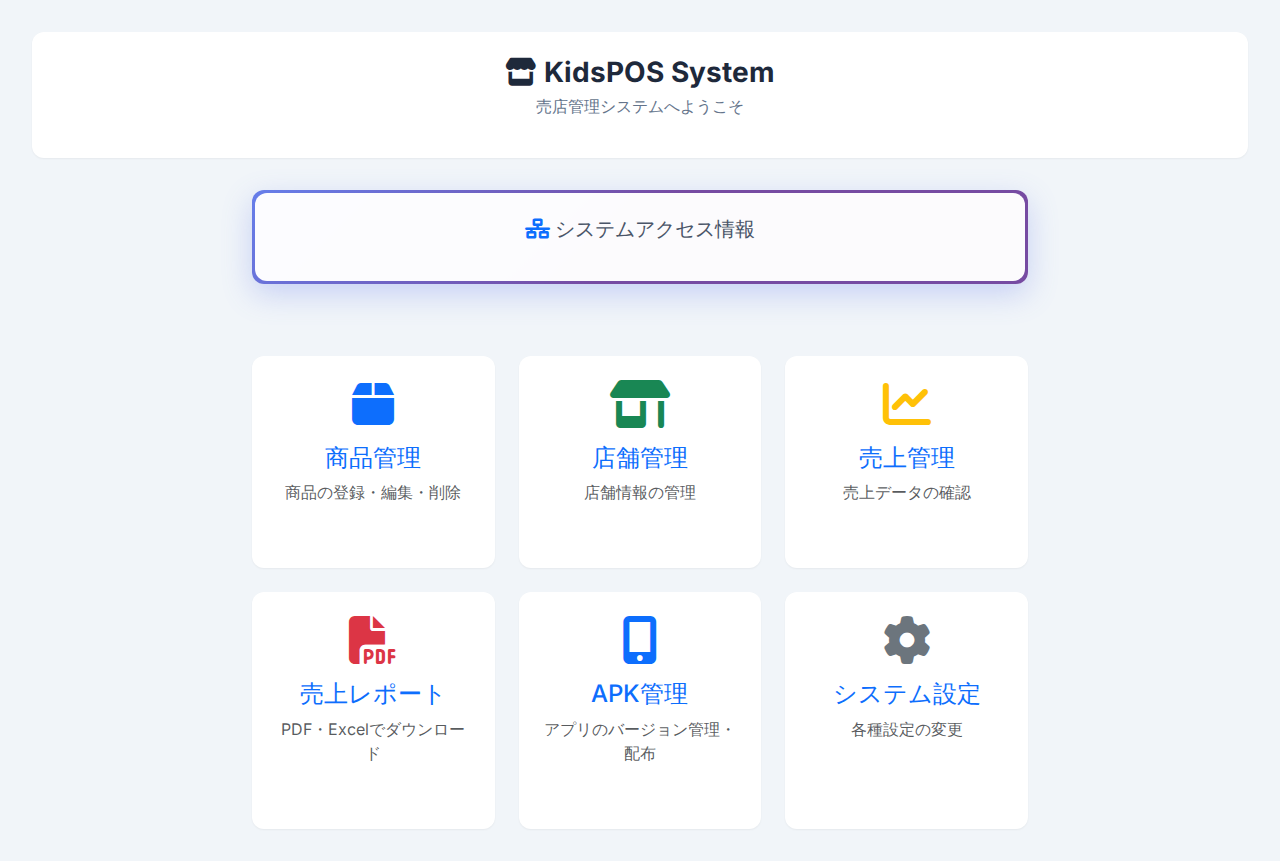 KidsPOS System
売店管理システムへようこそ
システムアクセス情報
商品管理
商品の登録・編集・削除
店舗管理
店舗情報の管理
売上管理
売上データの確認
PDF
売上レポート
PDF・Excelでダウンロー
ド
APK管理
アプリのバージョン管理・
配布
システム設定
各種設定の変更